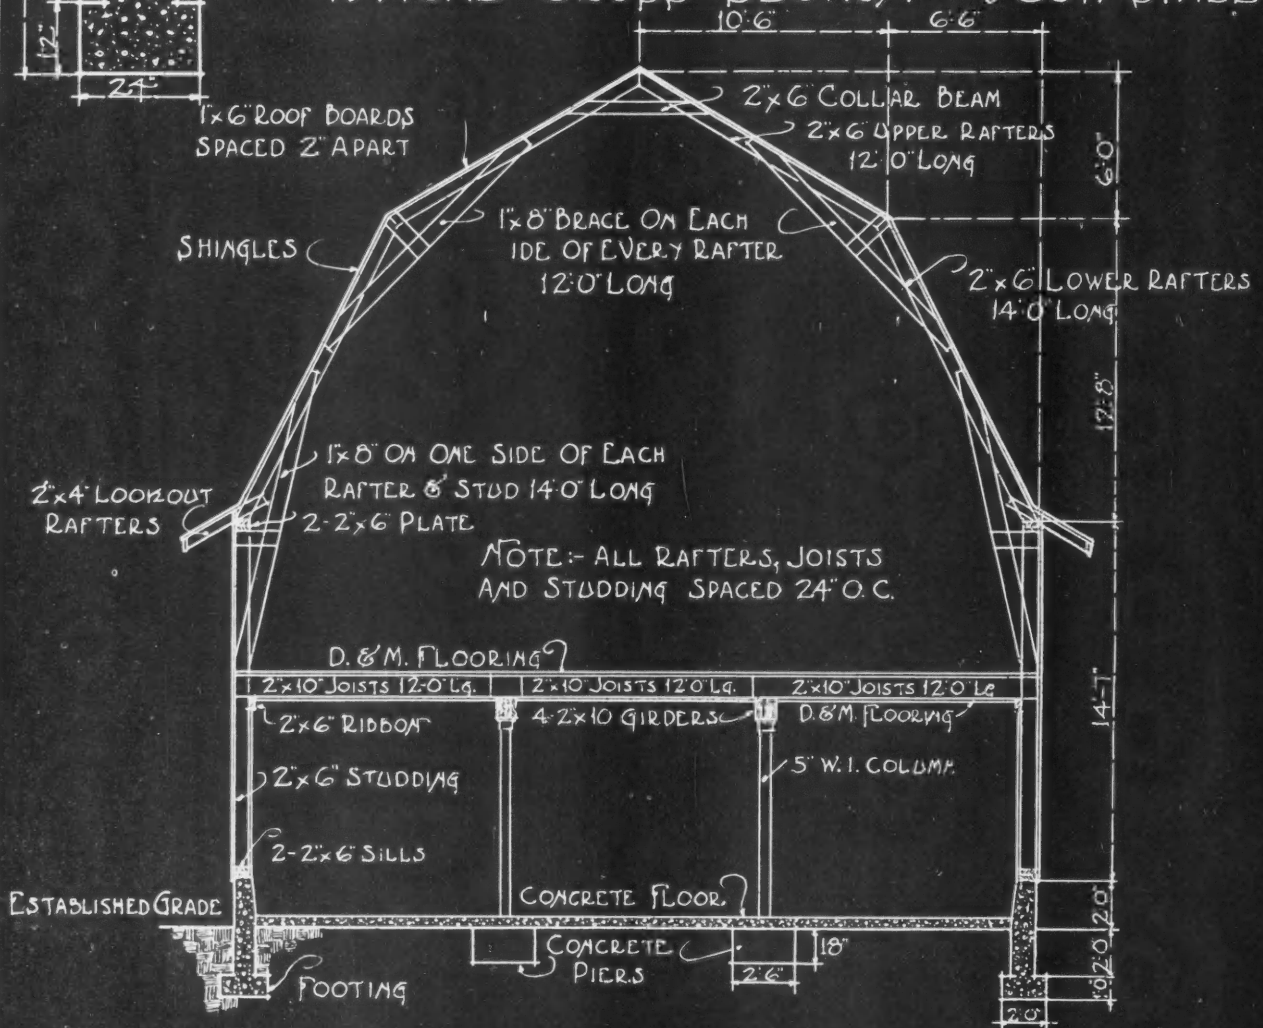 10'6"
6'6"
12"
24"
1"x6" ROOF BOARDS
SPACED 2" APART
2"x6" COLLAR BEAM
2"x6" UPPER RAFTERS
12'0" LONG
6'0"
SHINGLES
1"x8" BRACE ON EACH
IDE OF EVERY RAFTER
12'0" LONG
2"x6" LOWER RAFTERS
14'0" LONG
12'-8"
1"x8" ON ONE SIDE OF EACH
RAFTER & STUD 14'0" LONG
2"x4" LOOKOUT
RAFTERS
2-2"x6" PLATE
NOTE:- ALL RAFTERS, JOISTS
AND STUDDING SPACED 24" O.C.
D. & M. FLOORING
2"x10" JOISTS 12'-0" LG.
2"x10" JOISTS 12'0" LG.
2"x10" JOISTS 12'0" LG
2"x6" RIBBON
4-2"x10 GIRDERS
D. & M. FLOORING
14'-7"
2"x6" STUDDING
5" W.I. COLUMN
2-2"x6" SILLS
ESTABLISHED GRADE
CONCRETE FLOOR
2'0"
CONCRETE
PIERS
18"
2'6"
2'0"
FOOTING
2'0"